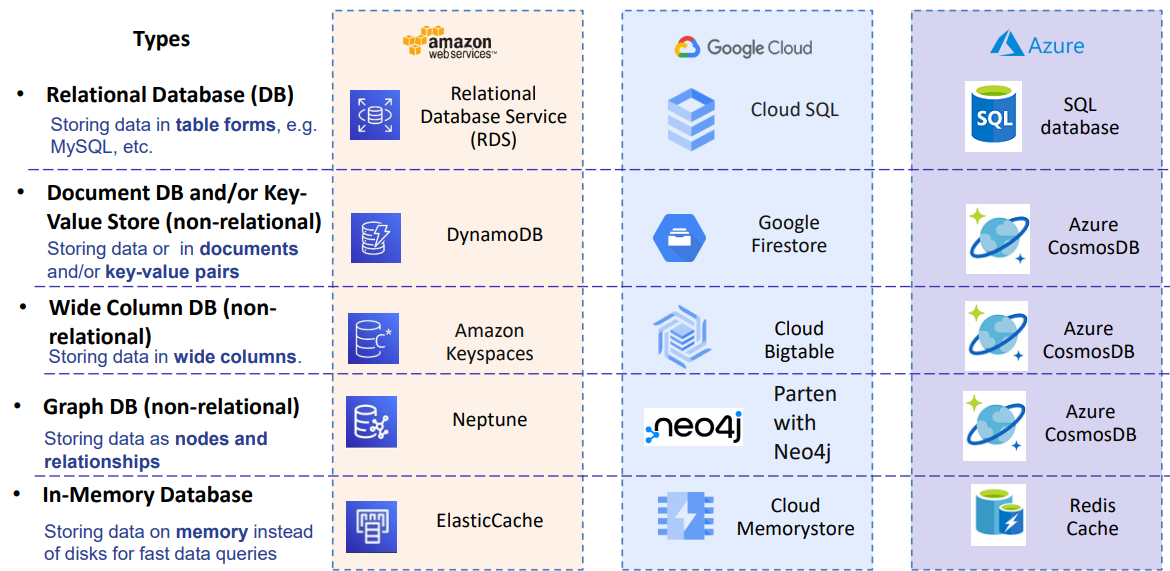 Types
amazon
webservices™
Google Cloud
Azure
• Relational Database (DB)
Storing data in table forms, e.g.
MySQL, etc.
Relational
Database Service
(RDS)
Cloud SQL
SQL
SQL
database
• Document DB and/or Key-
Value Store (non-relational)
Storing data or in documents
and/or key-value pairs
DynamoDB
Google
Firestore
Azure
CosmosDB
• Wide Column DB (non-
relational)
Storing data in wide columns.
C*
Amazon
Keyspaces
Cloud
Bigtable
Azure
CosmosDB
• Graph DB (non-relational)
Storing data as nodes and
relationships
Neptune
neo4j
Parten
with
Neo4j
Azure
CosmosDB
• In-Memory Database
Storing data on memory instead
of disks for fast data queries
ElasticCache
Cloud
Memorystore
Redis
Cache